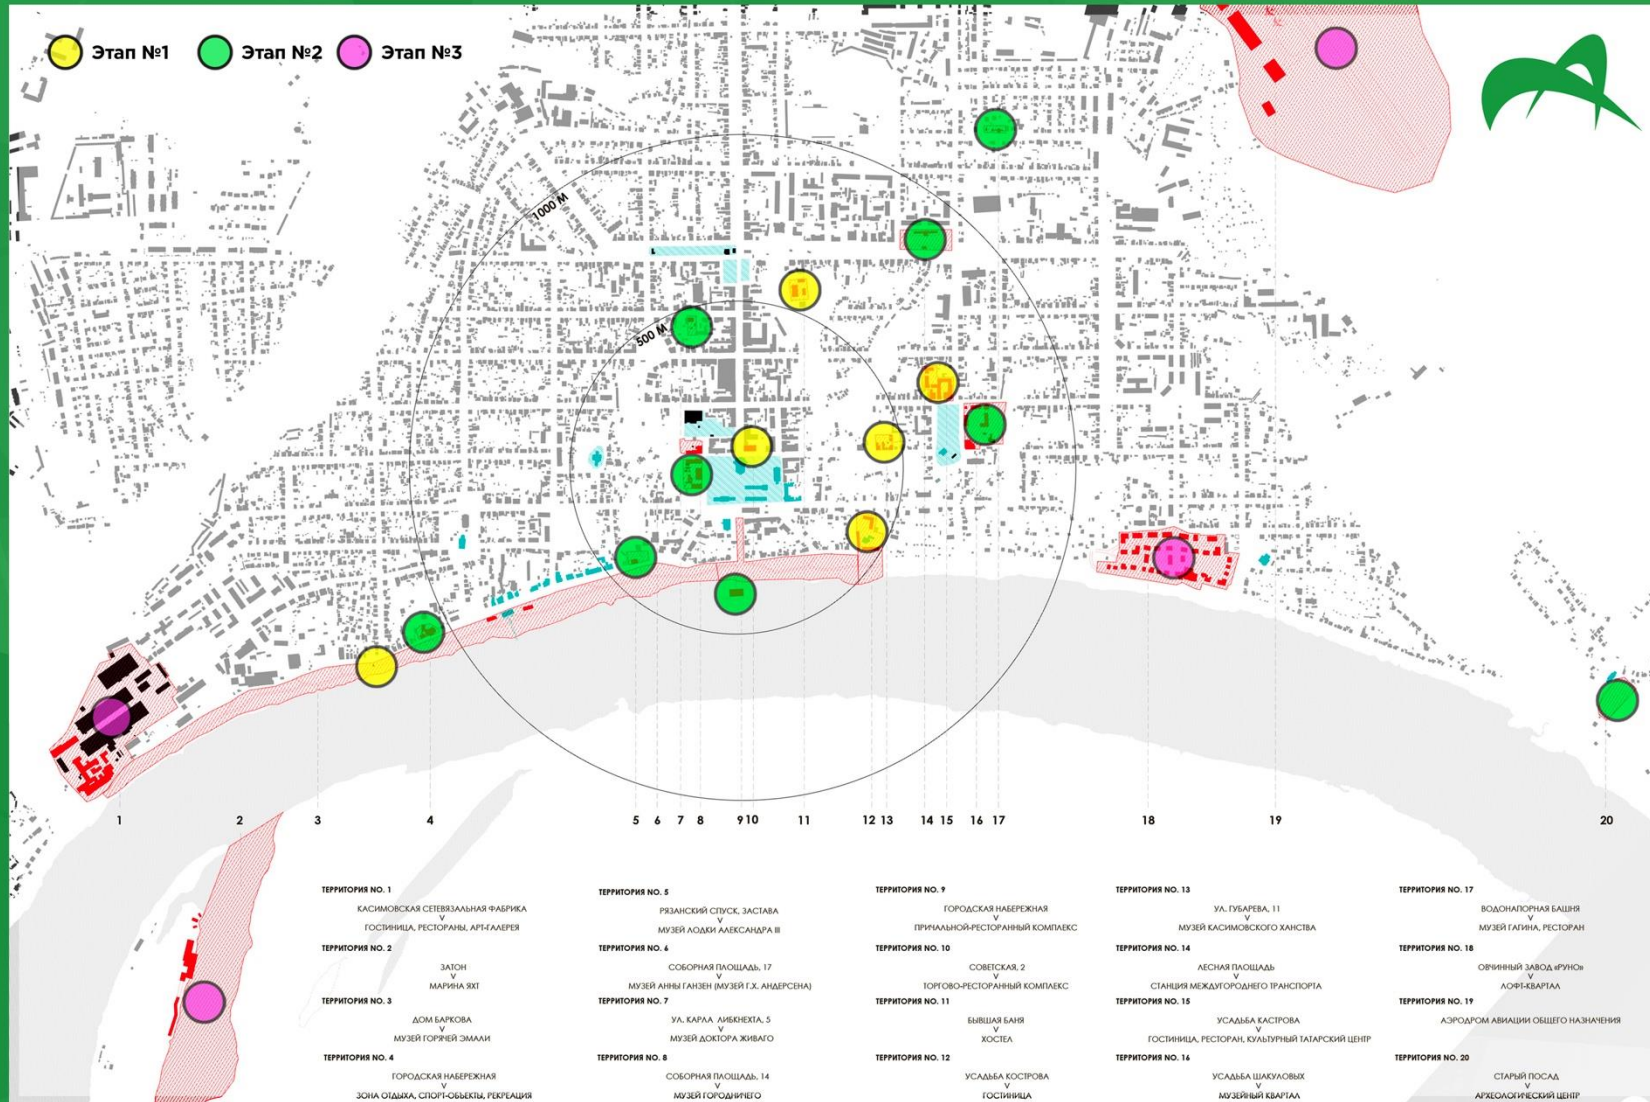 Этап №1
Этап №2
Этап №3
1000 М
500 М
1
2
3
4
5
6
7
8
9
10
11
12
13
14
15
16
17
18
19
20
ТЕРРИТОРИЯ NO. 1
КАСИМОВСКАЯ СЕТЕВЯЗАЛЬНАЯ ФАБРИКА
V
ГОСТИНИЦА, РЕСТОРАНЫ, АРТ-ГАЛЕРЕЯ
ТЕРРИТОРИЯ NO. 2
ЗАТОН
V
МАРИНА ЯХТ
ТЕРРИТОРИЯ NO. 3
ДОМ БАРКОВА
V
МУЗЕЙ ГОРЯЧЕЙ ЭМАЛИ
ТЕРРИТОРИЯ NO. 4
ГОРОДСКАЯ НАБЕРЕЖНАЯ
V
ЗОНА ОТДЫХА, СПОРТ-ОБЪЕКТЫ, РЕКРЕАЦИЯ
ТЕРРИТОРИЯ NO. 5
РЯЗАНСКИЙ СПУСК, ЗАСТАВА
V
МУЗЕЙ ЛОДКИ АЛЕКСАНДРА III
ТЕРРИТОРИЯ NO. 6
СОБОРНАЯ ПЛОЩАДЬ, 17
V
МУЗЕЙ АННЫ ГАНЗЕН (МУЗЕЙ Г.Х. АНДЕРСЕНА)
ТЕРРИТОРИЯ NO. 7
УЛ. КАРЛА ЛИБКНЕХТА, 5
V
МУЗЕЙ ДОКТОРА ЖИВАГО
ТЕРРИТОРИЯ NO. 8
СОБОРНАЯ ПЛОЩАДЬ, 14
V
МУЗЕЙ ГОРОДНИЧЕГО
ТЕРРИТОРИЯ NO. 9
ГОРОДСКАЯ НАБЕРЕЖНАЯ
V
ПРИЧАЛЬНОЙ-РЕСТОРАННЫЙ КОМПЛЕКС
ТЕРРИТОРИЯ NO. 10
СОВЕТСКАЯ, 2
V
ТОРГОВО-РЕСТОРАННЫЙ КОМПЛЕКС
ТЕРРИТОРИЯ NO. 11
БЫВШАЯ БАНЯ
V
ХОСТЕЛ
ТЕРРИТОРИЯ NO. 12
УСАДЬБА КОСТРОВА
V
ГОСТИНИЦА
ТЕРРИТОРИЯ NO. 13
УЛ. ГУБАРЕВА, 11
V
МУЗЕЙ КАСИМОВСКОГО ХАНСТВА
ТЕРРИТОРИЯ NO. 14
ЛЕСНАЯ ПЛОЩАДЬ
V
СТАНЦИЯ МЕЖДУГОРОДНЕГО ТРАНСПОРТА
ТЕРРИТОРИЯ NO. 15
УСАДЬБА КАСТРОВА
V
ГОСТИНИЦА, РЕСТОРАН, КУЛЬТУРНЫЙ ТАТАРСКИЙ ЦЕНТР
ТЕРРИТОРИЯ NO. 16
УСАДЬБА ШАКУЛОВЫХ
V
МУЗЕЙНЫЙ КВАРТАЛ
ТЕРРИТОРИЯ NO. 17
ВОДОНАПОРНАЯ БАШНЯ
V
МУЗЕЙ ГАГИНА, РЕСТОРАН
ТЕРРИТОРИЯ NO. 18
ОВЧИННЫЙ ЗАВОД «РУНО»
V
ЛОФТ-КВАРТАЛ
ТЕРРИТОРИЯ NO. 19
АЭРОДРОМ АВИАЦИИ ОБЩЕГО НАЗНАЧЕНИЯ
ТЕРРИТОРИЯ NO. 20
СТАРЫЙ ПОСАД
V
АРХЕОЛОГИЧЕСКИЙ ЦЕНТР